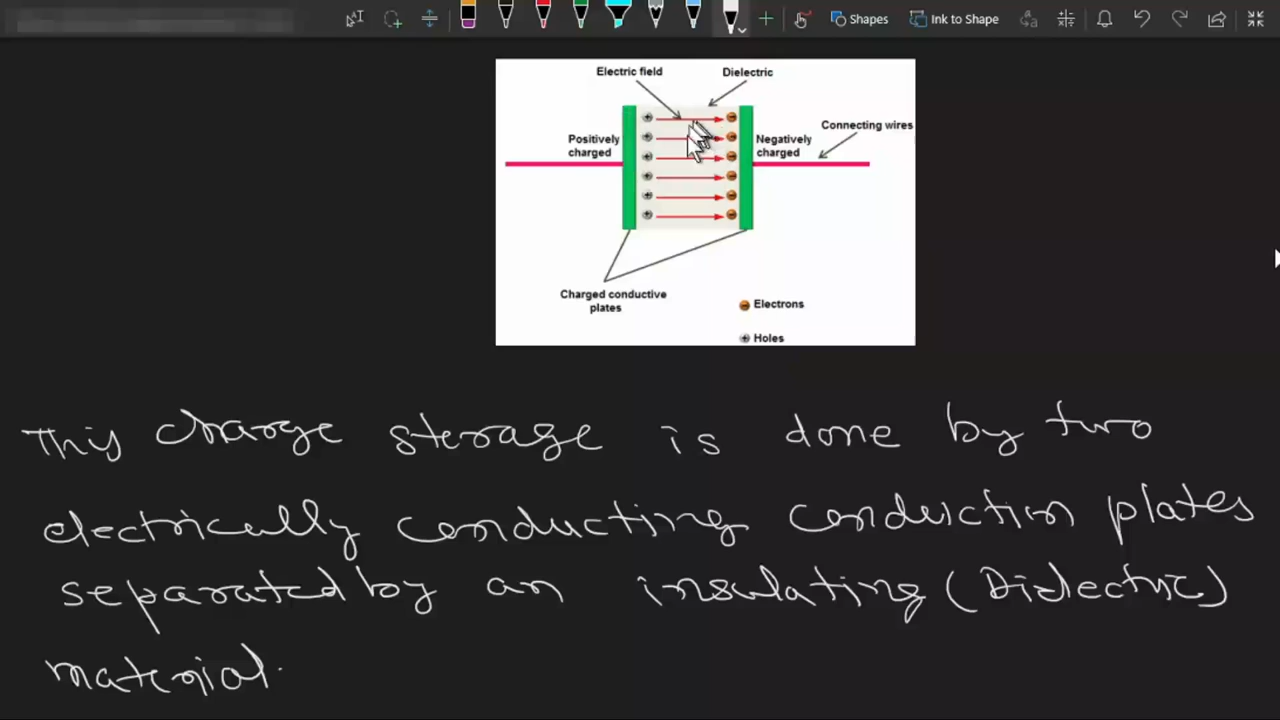 Shapes
Ink to Shape
Electric field
Dielectric
Connecting wires
Positively
charged
Negatively
charged
Charged conductive
plates
Electrons
Holes
This charge storage is done by two
electrically conducting conduction plates
separated by an insulating (Dielectric)
material.